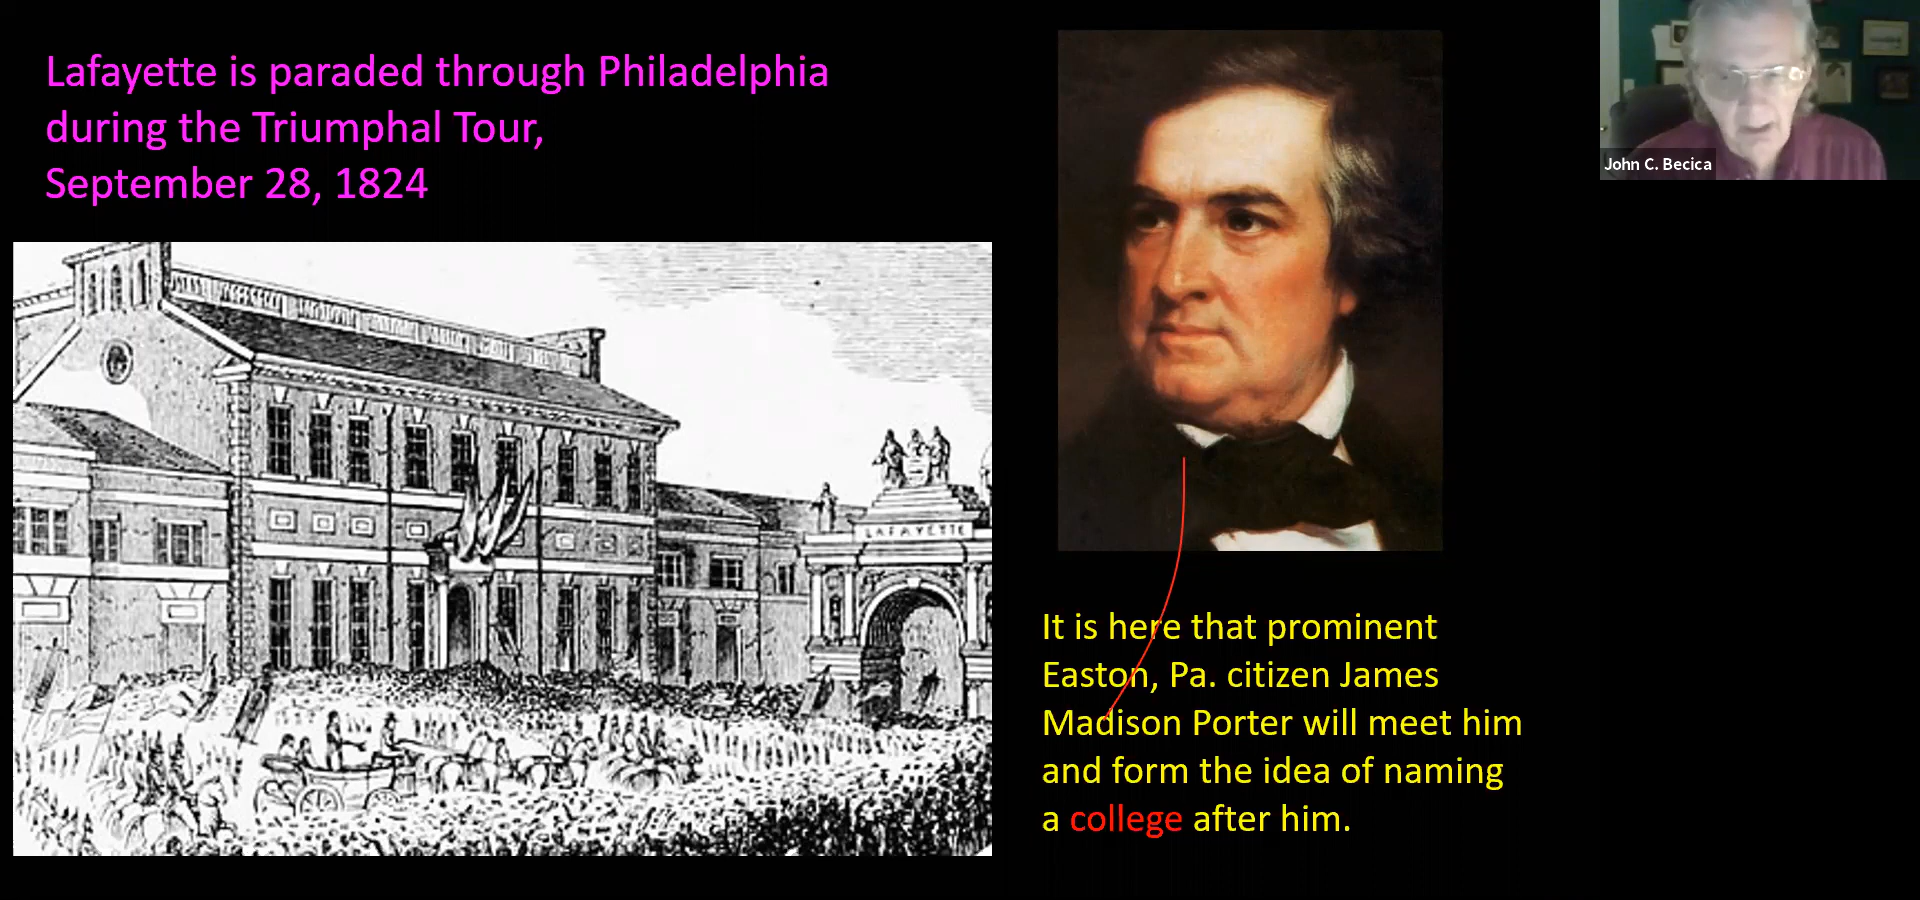 Lafayette is paraded through Philadelphia
during the Triumphal Tour,
September 28, 1824
LAFAYETTE
It is here that prominent
Easton, Pa. citizen James
Madison Porter will meet him
and form the idea of naming
a college after him.
John C. Becica